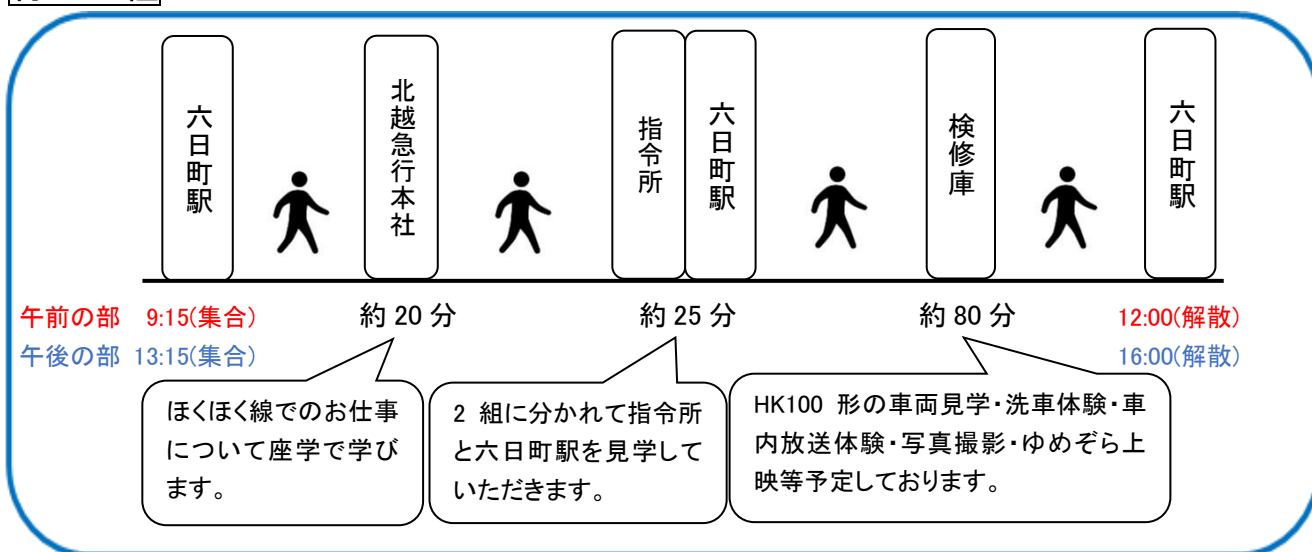 六日町駅
北越急行本社
指令所
六日町駅
検修庫
六日町駅
午前の部 9:15(集合)
約 20 分
約 25 分
約 80 分
12:00(解散)
午後の部 13:15(集合)
16:00(解散)
ほくほく線でのお仕事
について座学で学び
ます。
2 組に分かれて指令所
と六日町駅を見学して
いただきます。
HK100 形の車両見学・洗車体験・車
内放送体験・写真撮影・ゆめぞら上
映等予定しております。